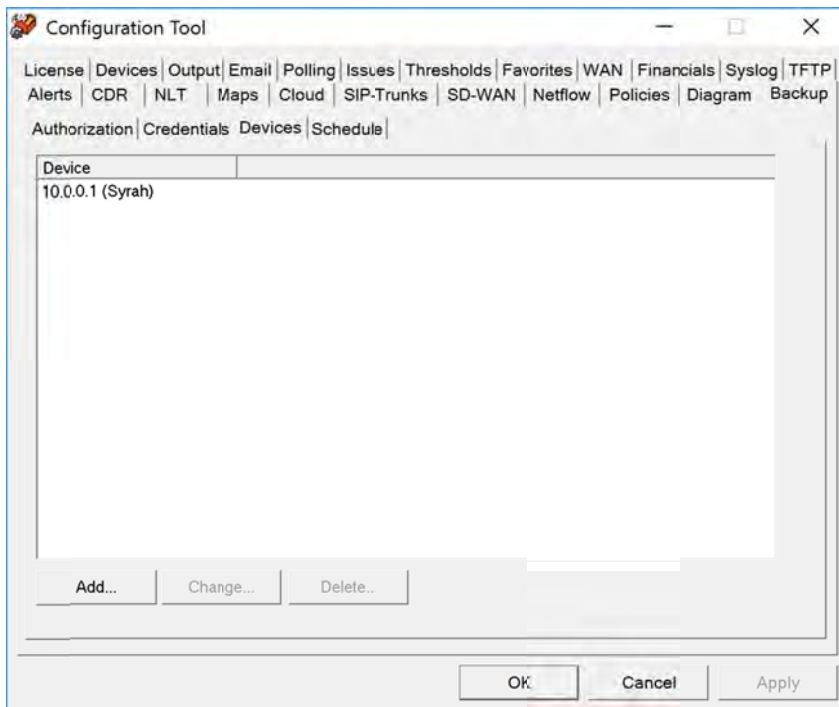 Configuration Tool
License Devices Output Email Polling Issues Thresholds Favorites WAN Financials Syslog TFTP
Alerts CDR NLT Maps Cloud SIP-Trunks SD-WAN Netflow Policies Diagram Backup
Authorization Credentials Devices Schedule
Device
10.0.0.1 (Syrah)
Add... Change... Delete..
OK Cancel Apply